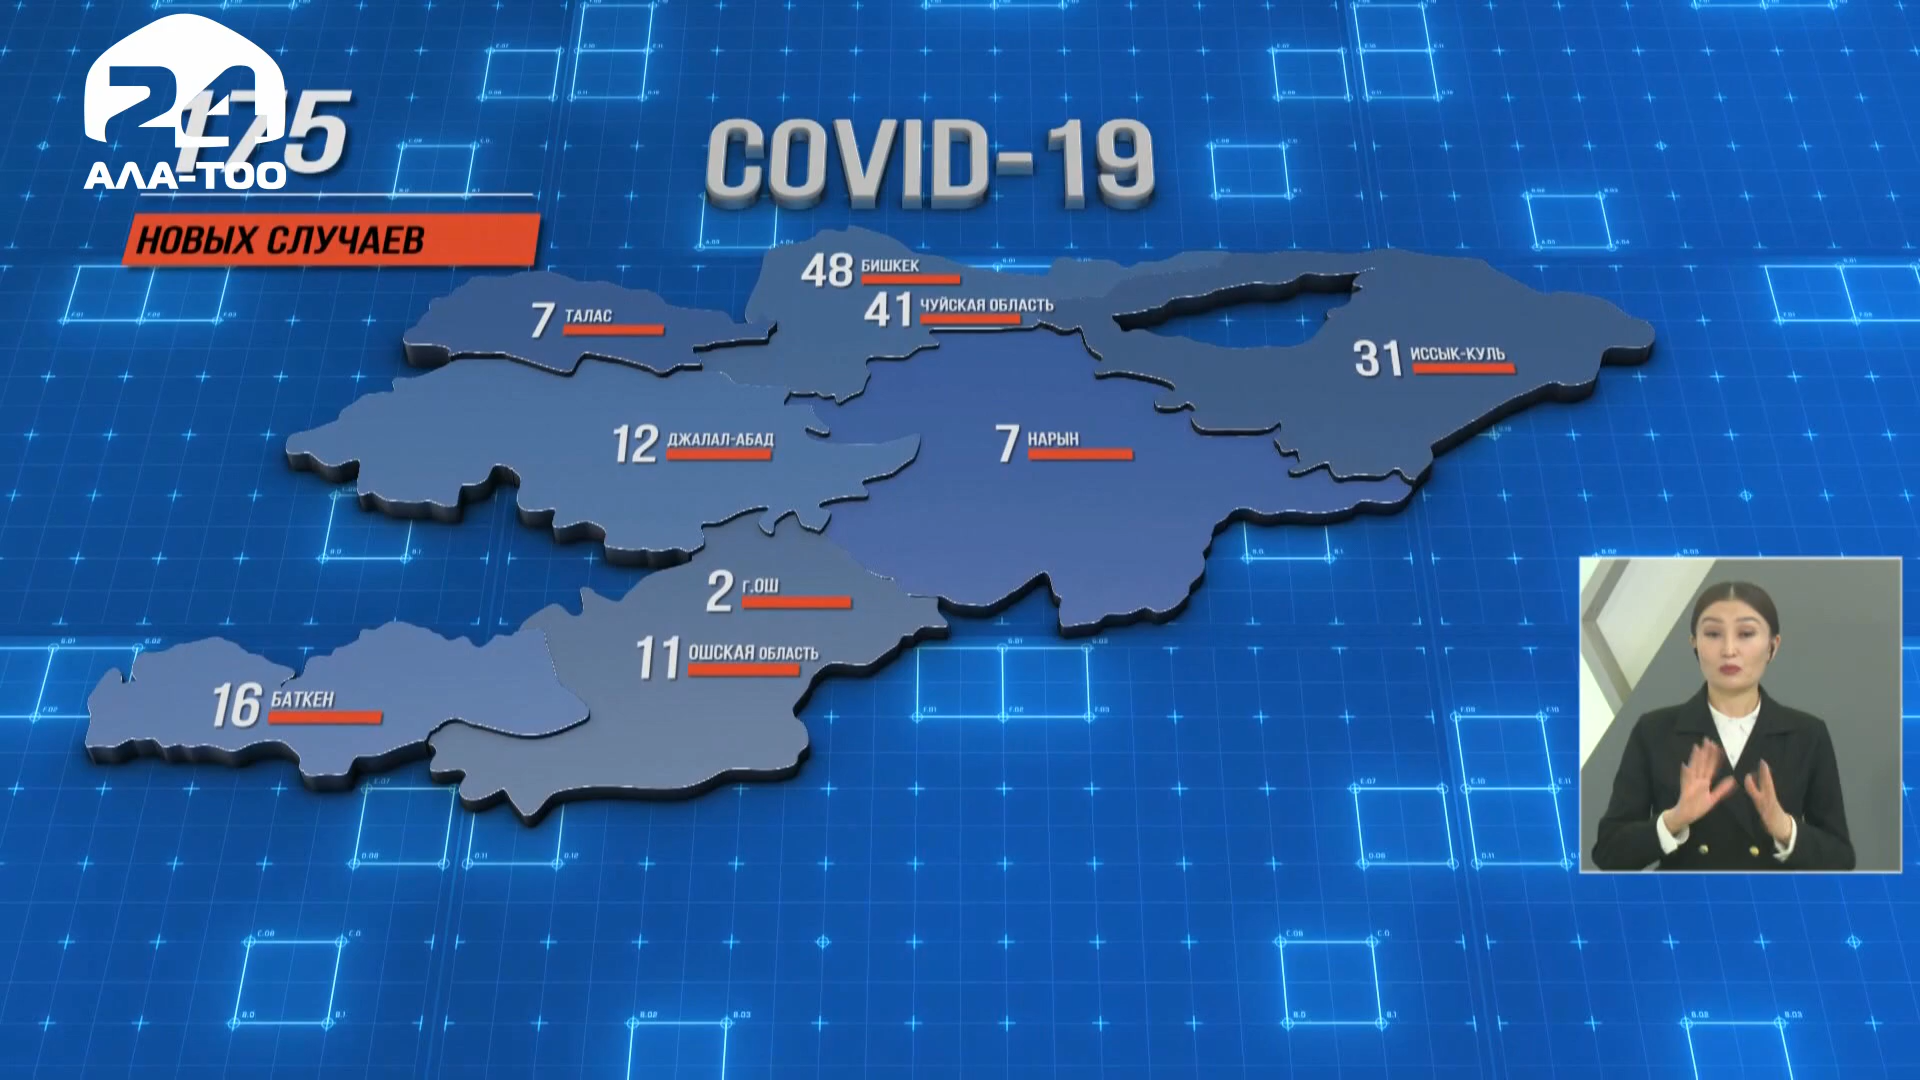 24
АЛА-ТОО
175
НОВЫХ СЛУЧАЕВ
COVID-19
48 БИШКЕК
41 ЧУЙСКАЯ ОБЛАСТЬ
7 ТАЛАС
31 ИССЫК-КУЛЬ
12 ДЖАЛАЛ-АБАД
7 НАРЫН
2 г.ОШ
11 ОШСКАЯ ОБЛАСТЬ
16 БАТКЕН